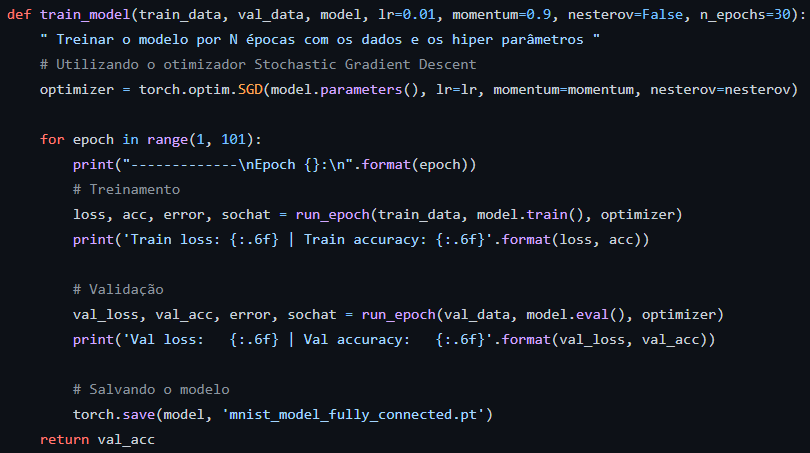 def train_model(train_data, val_data, model, lr=0.01, momentum=0.9, nesterov=False, n_epochs=30):
    " Treinar o modelo por N épocas com os dados e os hiper parâmetros "
    # Utilizando o otimizador Stochastic Gradient Descent
    optimizer = torch.optim.SGD(model.parameters(), lr=lr, momentum=momentum, nesterov=nesterov)
    for epoch in range(1, 101):
        print("-------------\nEpoch {}:\n".format(epoch))
        # Treinamento
        loss, acc, error, sochat = run_epoch(train_data, model.train(), optimizer)
        print('Train loss: {:.6f} | Train accuracy: {:.6f}'.format(loss, acc))
        # Validação
        val_loss, val_acc, error, sochat = run_epoch(val_data, model.eval(), optimizer)
        print('Val loss:   {:.6f} | Val accuracy:   {:.6f}'.format(val_loss, val_acc))
        # Salvando o modelo
        torch.save(model, 'mnist_model_fully_connected.pt')
    return val_acc